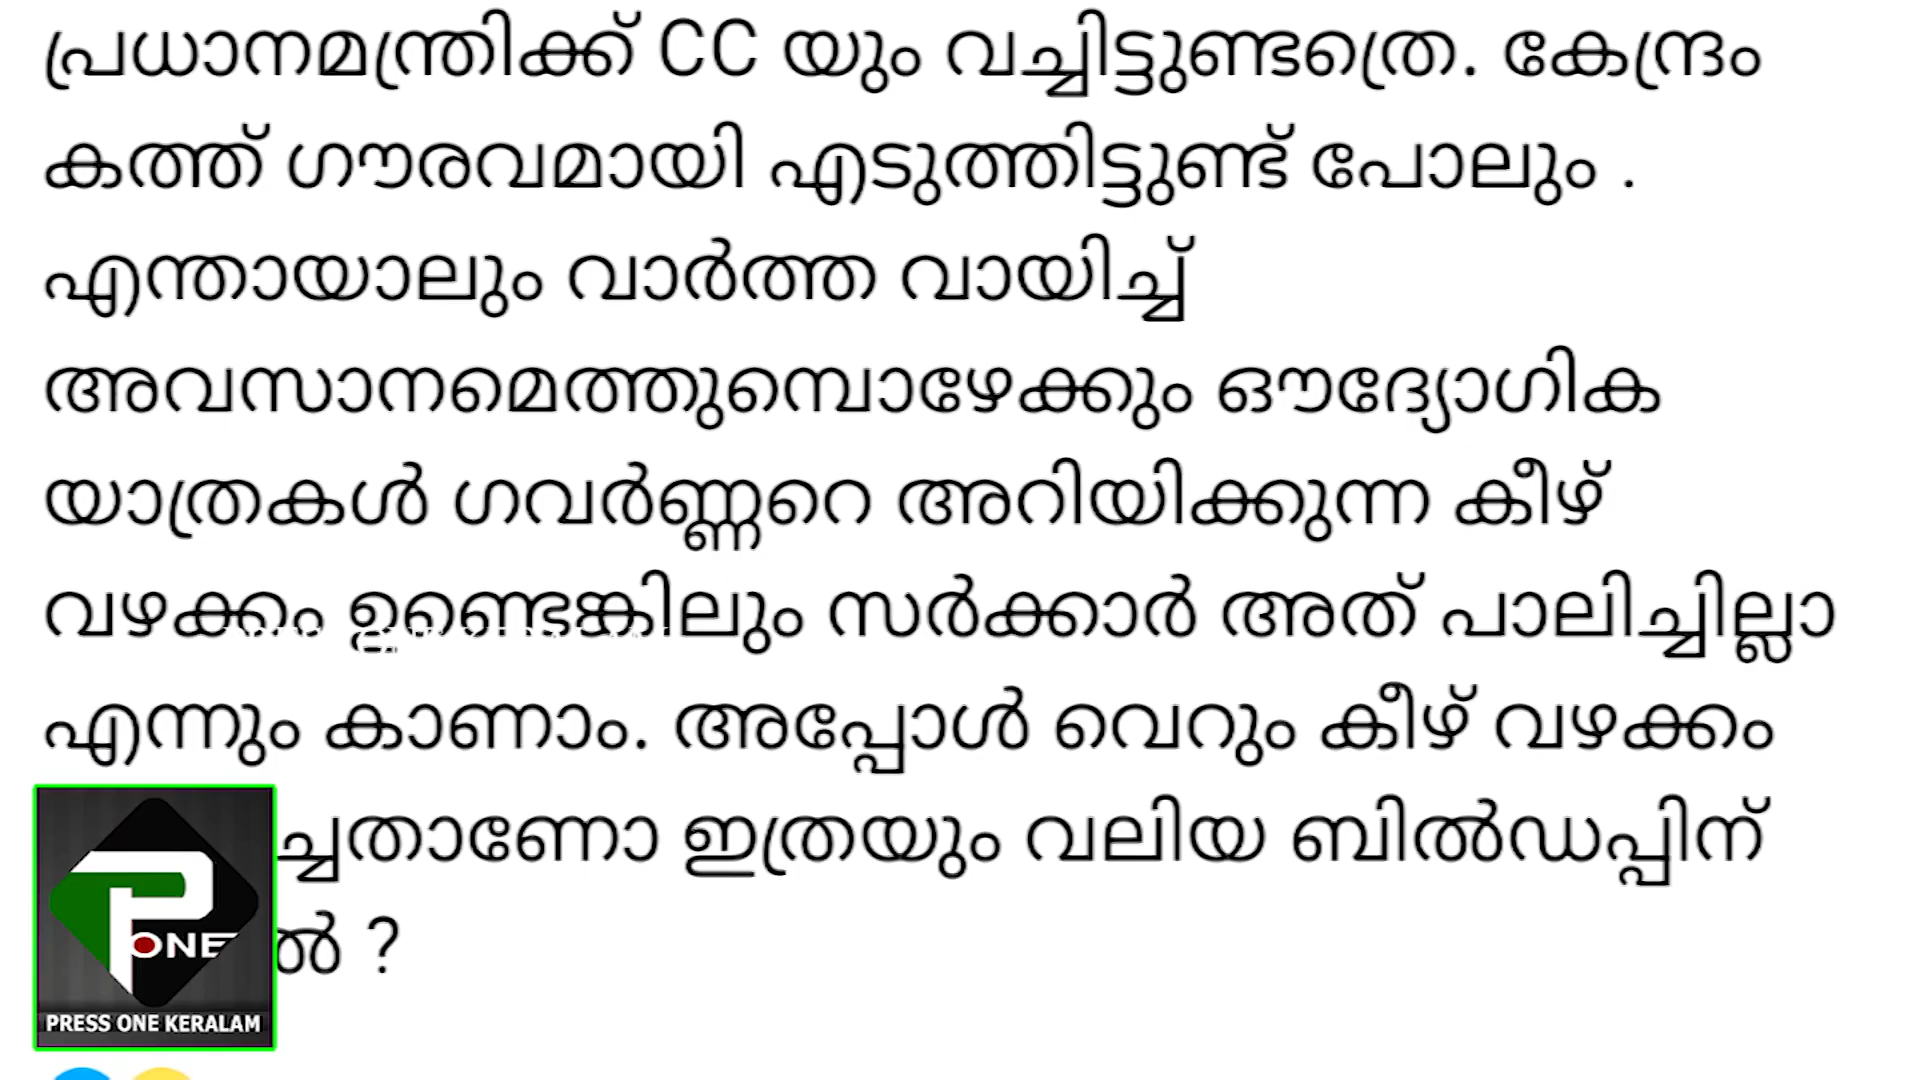 പ്രധാനമന്ത്രിക്ക് CC യും വച്ചിട്ടുണ്ടത്രെ. കേന്ദ്രം
കത്ത് ഗൗരവമായി എടുത്തിട്ടുണ്ട് പോലും .
എന്തായാലും വാർത്ത വായിച്ച്
അവസാനമെത്തുമ്പൊഴേക്കും ഔദ്യോഗിക
യാത്രകൾ ഗവർണ്ണറെ അറിയിക്കുന്ന കീഴ്
വഴക്കം ഉണ്ടെങ്കിലും സർക്കാർ അത് പാലിച്ചില്ലാ
എന്നും കാണാം. അപ്പോൾ വെറും കീഴ് വഴക്കം
ഇത്രയും വലിയ ബിൽഡപ്പിന്
?
P ONE
PRESS ONE KERALAM